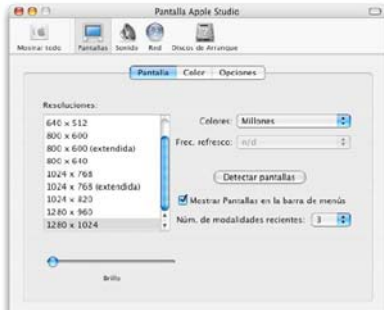 Pantalla Apple Studio
Mostrar todo Pantallas Sonido Red Discos de Arranque
Pantalla Color Opciones
Resoluciones:
640 x 512
800 x 600
800 x 600 (extendida)
800 x 640
1024 x 768
1024 x 768 (extendida)
1024 x 820
1280 x 960
1280 x 1024
Colores: Millones
Frec. refresco: n/d
Detectar pantallas
Mostrar Pantallas en la barra de menús
Núm. de modalidades recientes: 3
Brillo